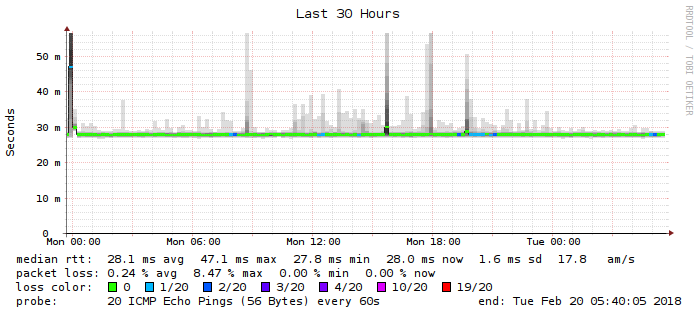 Last 30 Hours
RRDTOOL / TOBI OETIKER
Seconds
50 m
40 m
30 m
20 m
10 m
0
Mon 00:00 Mon 06:00 Mon 12:00 Mon 18:00 Tue 00:00
median rtt: 28.1 ms avg 47.1 ms max 27.8 ms min 28.0 ms now 1.6 ms sd 17.8 am/s
packet loss: 0.24 % avg 8.47 % max 0.00 % min 0.00 % now
loss color: 0 1/20 2/20 3/20 4/20 10/20 19/20
probe: 20 ICMP Echo Pings (56 Bytes) every 60s end: Tue Feb 20 05:40:05 2018